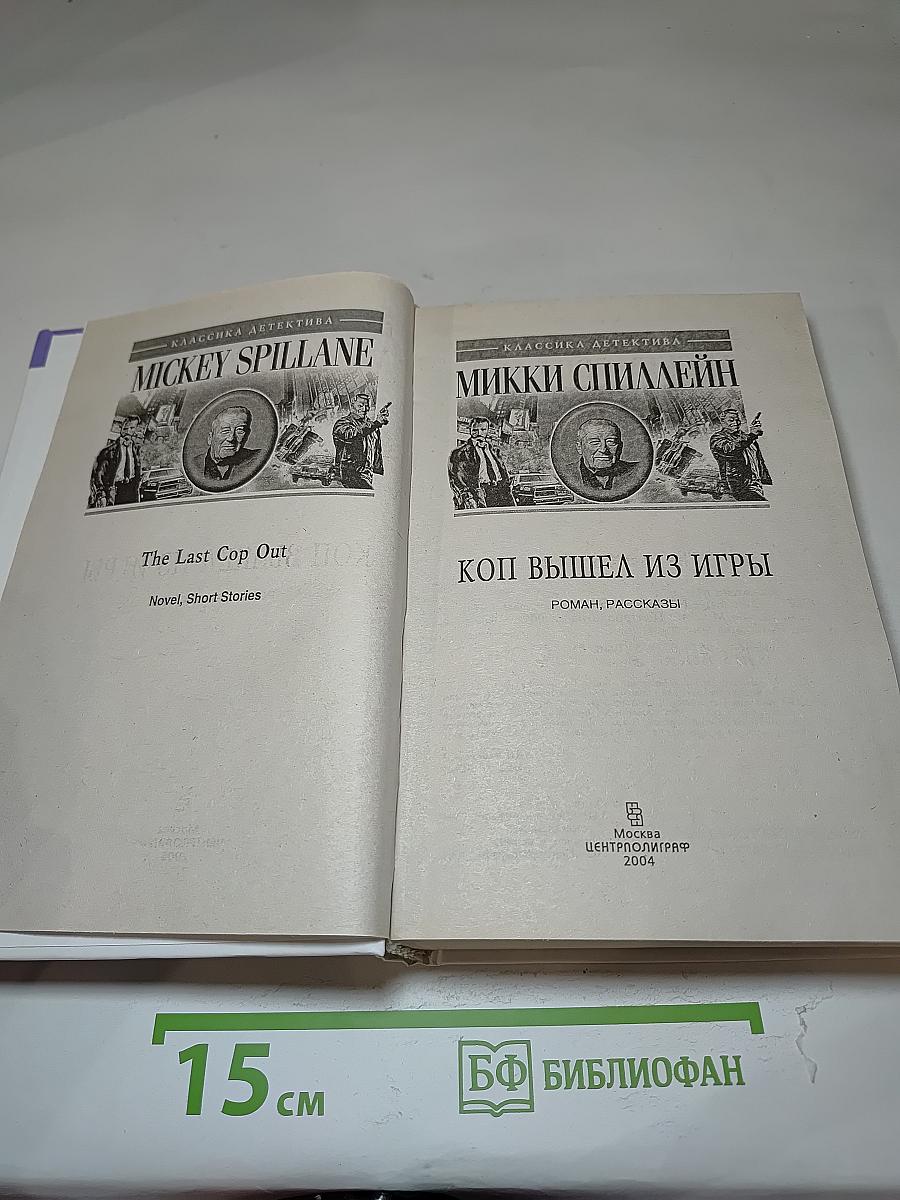 КЛАССИКА ДЕТЕКТИВА
MICKEY SPILLANE
The Last Cop Out
Novel, Short Stories
КЛАССИКА ДЕТЕКТИВА
МИККИ СПИЛЛЕЙН
КОП ВЫШЕЛ ИЗ ИГРЫ
РОМАН, РАССКАЗЫ
Москва
ЦЕНТРПОЛИГРАФ
2004
15 см
БФ БИБЛИОФАН